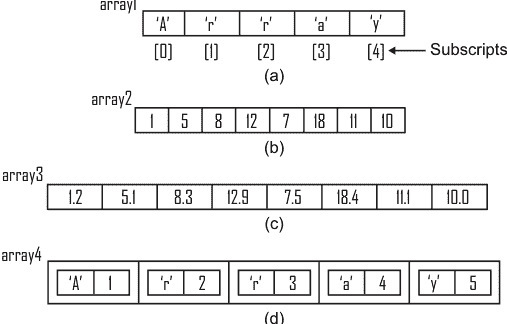 array1
'A' 'r' 'r' 'a' 'y'
[0] [1] [2] [3] [4] Subscripts
(a)
array2
1 5 8 12 7 18 11 10
(b)
array3
1.2 5.1 8.3 12.9 7.5 18.4 11.1 10.0
(c)
array4
'A' 1 'r' 2 'r' 3 'a' 4 'y' 5
(d)